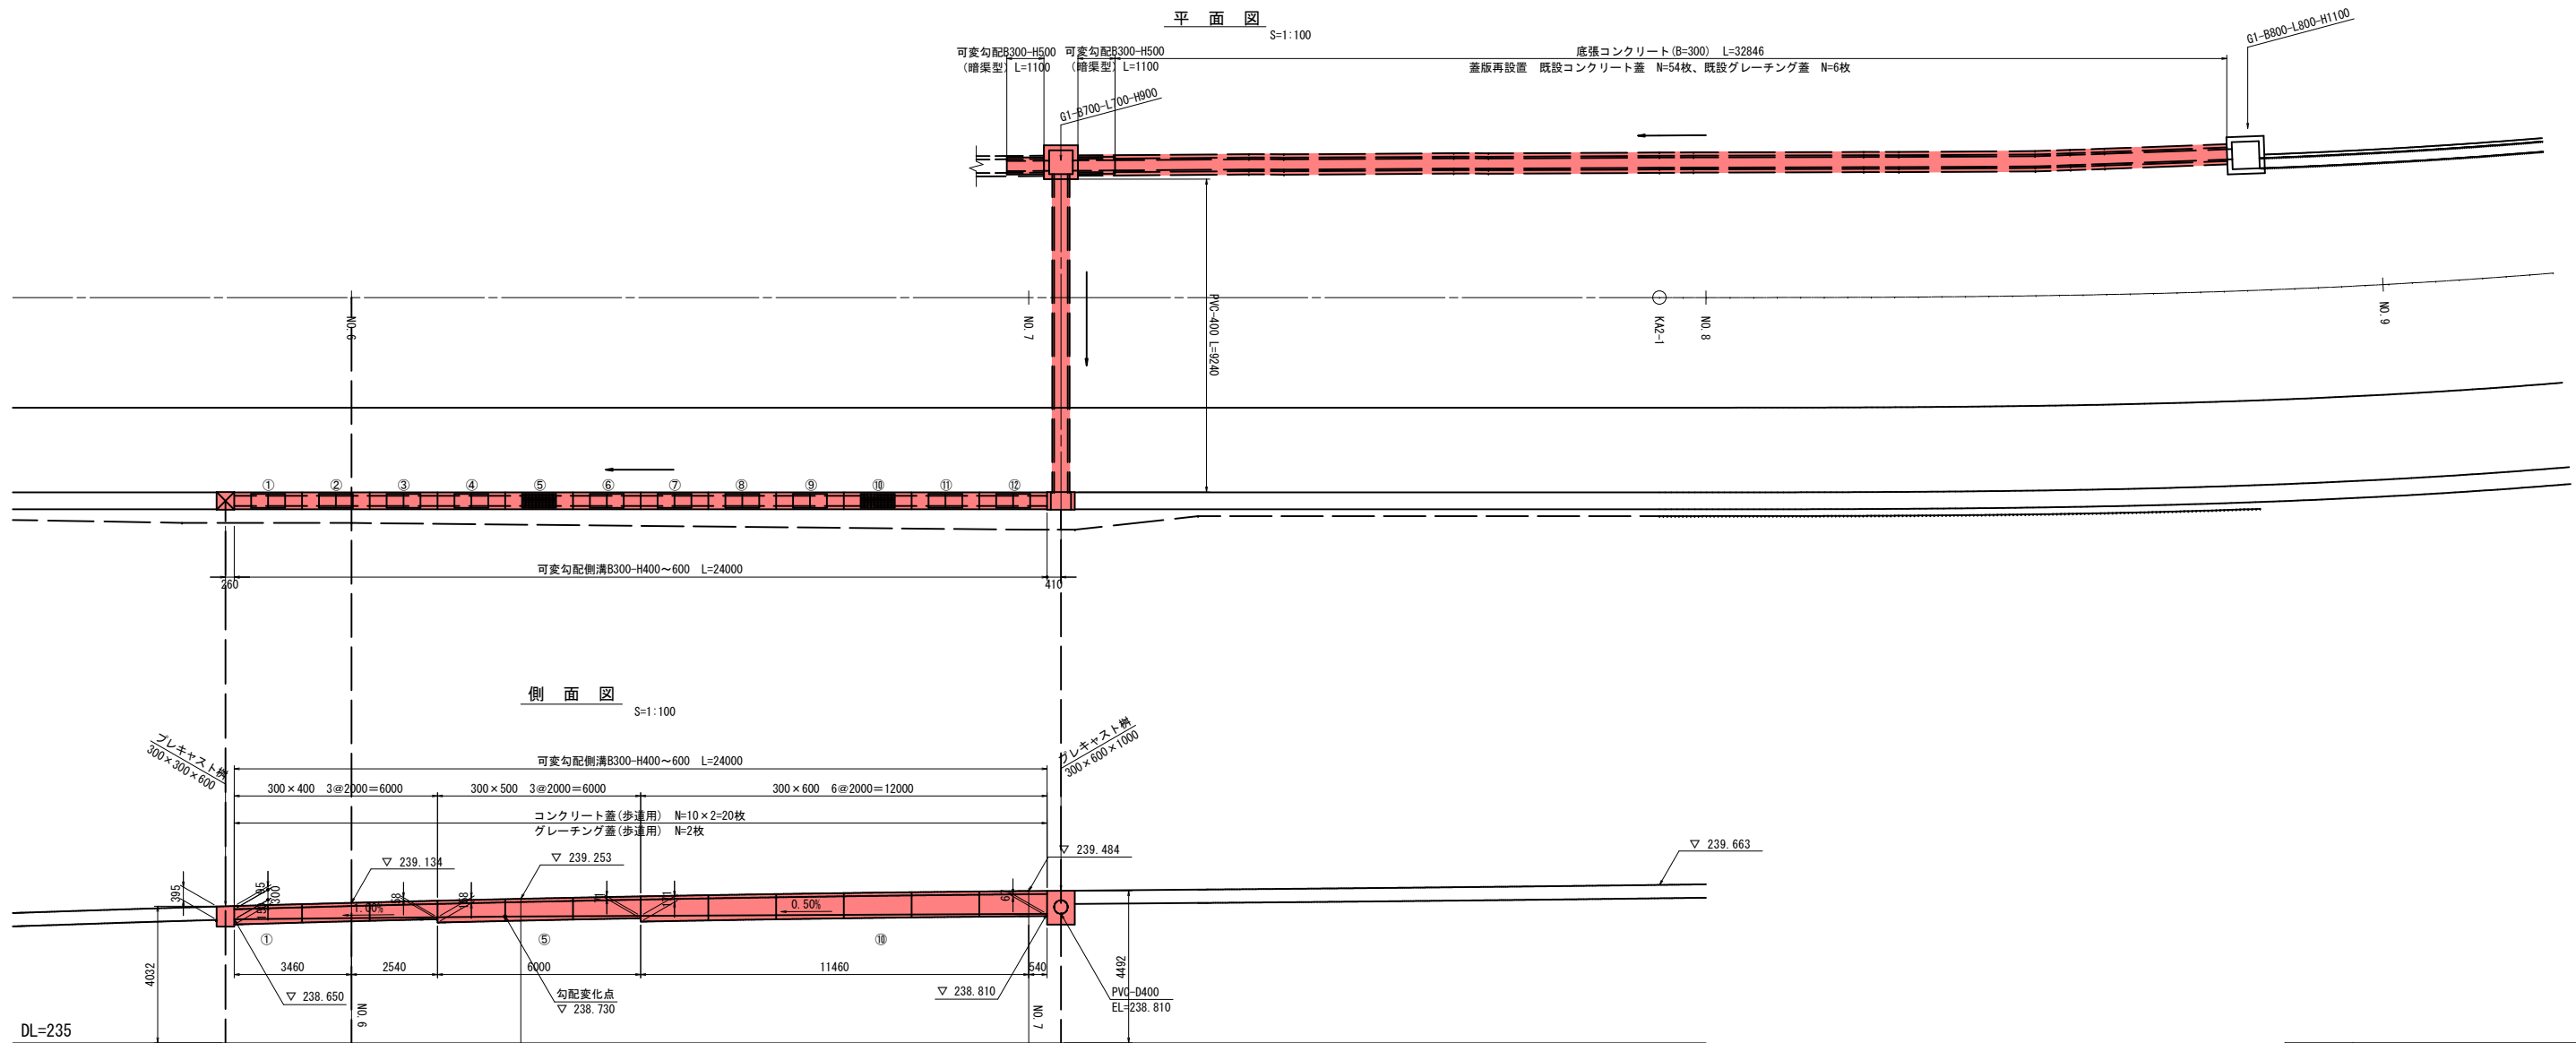 平 面 図
S=1:100
可変勾配B300-H500
(暗渠型) L=1100
可変勾配B300-H500
(暗渠型) L=1100
底張コンクリート(B=300) L=32846
蓋版再設置 既設コンクリート蓋 N=54枚、既設グレーチング蓋 N=6枚
G1-B800-L800-H1100
G1-B700-L700-H900
PVC-400 L=9240
NO.6
NO.7
KA2-1
NO.8
NO.9
① ② ③ ④ ⑤ ⑥ ⑦ ⑧ ⑨ ⑩ ⑪ ⑫
可変勾配側溝B300-H400～600 L=24000
260
410
側 面 図
S=1:100
プレキャスト桝
300×300×600
プレキャスト桝
300×600×1000
可変勾配側溝B300-H400～600 L=24000
300×400 3@2000=6000
300×500 3@2000=6000
300×600 6@2000=12000
コンクリート蓋(歩道用) N=10×2=20枚
グレーチング蓋(歩道用) N=2枚
▽ 239.134
▽ 239.253
▽ 239.484
▽ 239.663
395
95
300
58
158
71
1.00%
0.50%
① ⑤ ⑩
3460
2540
6000
11460
540
4032
4492
▽ 238.650
勾配変化点
▽ 238.730
▽ 238.810
PVC-D400
EL=238.810
NO.6
NO.7
DL=235